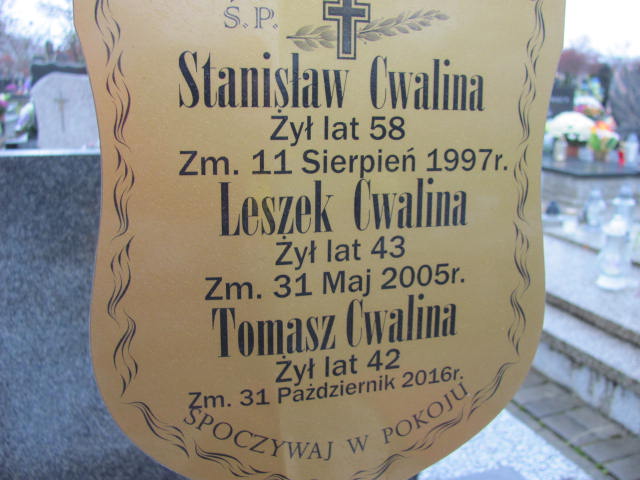 Ś.P.
Stanisław Cwalina
Żył lat 58
Zm. 11 Sierpień 1997r.
Leszek Cwalina
Żył lat 43
Zm. 31 Maj 2005r.
Tomasz Cwalina
Żył lat 42
Zm. 31 Pażdziernik 2016r.
SPOCZYWAJ W POKOJU